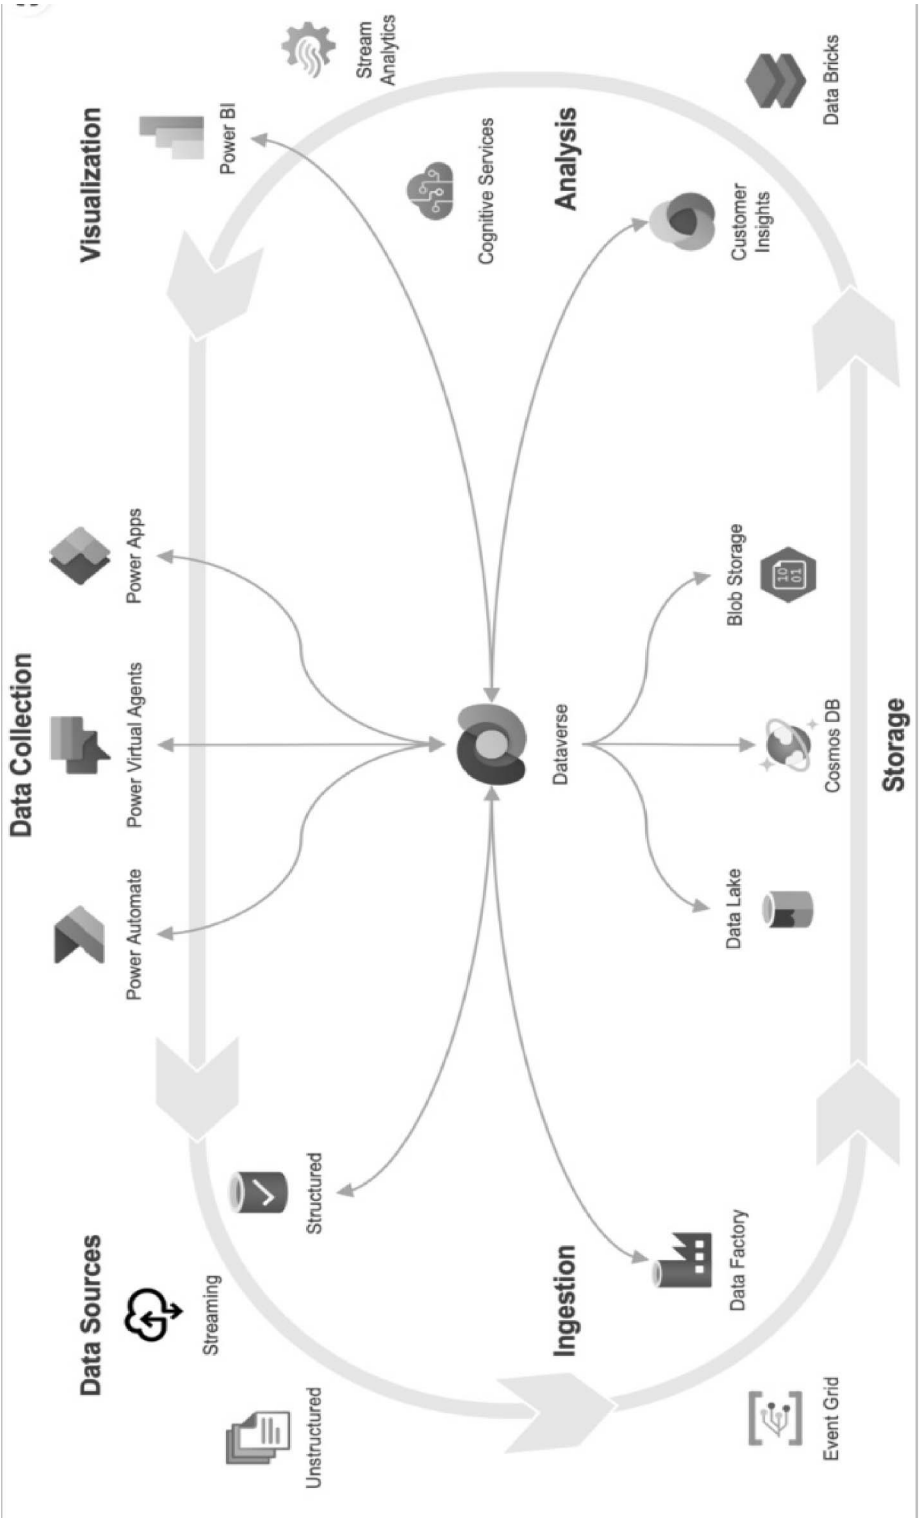 Data Collection
Power Automate
Power Virtual Agents
Power Apps
Data Sources
Streaming
Unstructured
Structured
Visualization
Power BI
Stream
Analytics
Cognitive Services
Dataverse
Ingestion
Data Factory
Event Grid
Analysis
Customer
Insights
Data Bricks
Data Lake
Cosmos DB
Blob Storage
10
01
Storage